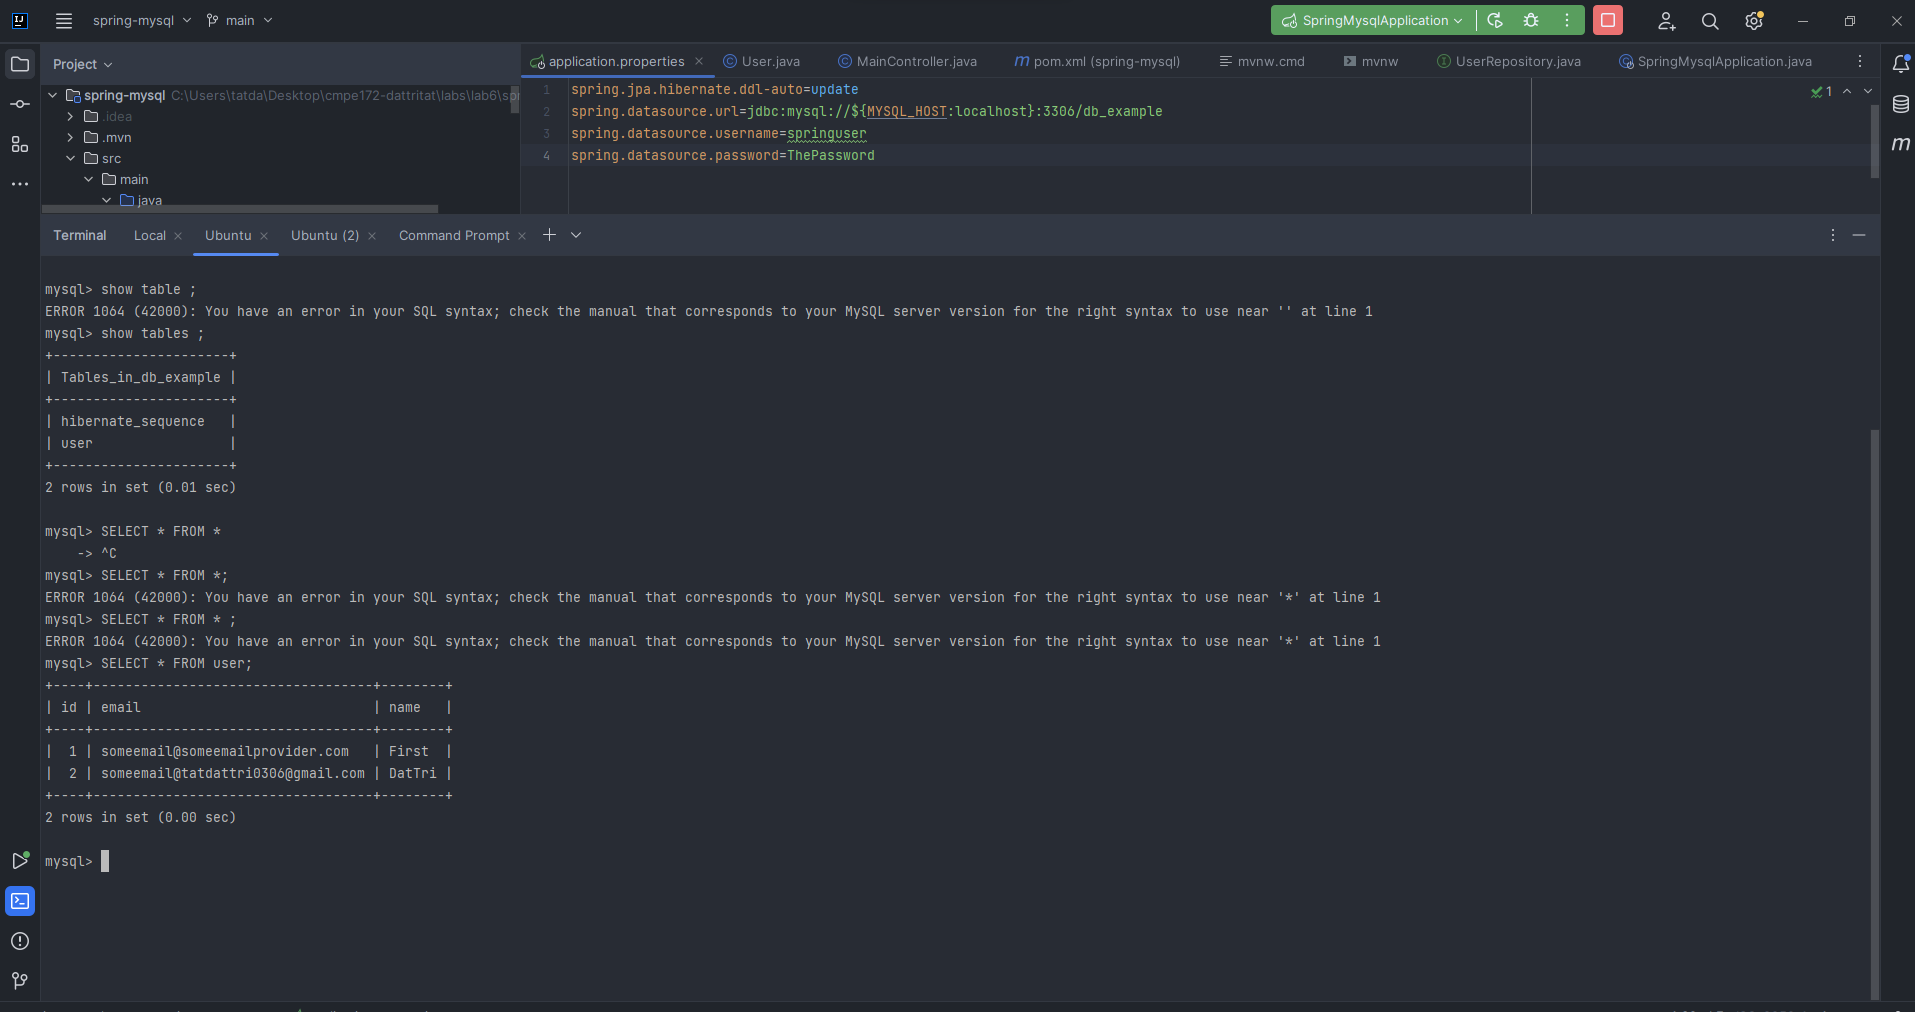 spring-mysql main SpringMysqlApplication
Project
spring-mysql C:\Users\tatda\Desktop\cmpe172-dattritat\labs\lab6\spr
.idea
.mvn
src
main
java
application.properties User.java MainController.java pom.xml (spring-mysql) mvnw.cmd mvnw UserRepository.java SpringMysqlApplication.java
1 spring.jpa.hibernate.ddl-auto=update
2 spring.datasource.url=jdbc:mysql://${MYSQL_HOST:localhost}:3306/db_example
3 spring.datasource.username=springuser
4 spring.datasource.password=ThePassword
1
Terminal Local Ubuntu Ubuntu (2) Command Prompt
mysql> show table ;
ERROR 1064 (42000): You have an error in your SQL syntax; check the manual that corresponds to your MySQL server version for the right syntax to use near '' at line 1
mysql> show tables ;
+----------------------+
| Tables_in_db_example |
+----------------------+
| hibernate_sequence   |
| user                 |
+----------------------+
2 rows in set (0.01 sec)
mysql> SELECT * FROM *
    -> ^C
mysql> SELECT * FROM *;
ERROR 1064 (42000): You have an error in your SQL syntax; check the manual that corresponds to your MySQL server version for the right syntax to use near '*' at line 1
mysql> SELECT * FROM * ;
ERROR 1064 (42000): You have an error in your SQL syntax; check the manual that corresponds to your MySQL server version for the right syntax to use near '*' at line 1
mysql> SELECT * FROM user;
+----+-----------------------------------+--------+
| id | email                             | name   |
+----+-----------------------------------+--------+
|  1 | someemail@someemailprovider.com   | First  |
|  2 | someemail@tatdattri0306@gmail.com | DatTri |
+----+-----------------------------------+--------+
2 rows in set (0.00 sec)
mysql>